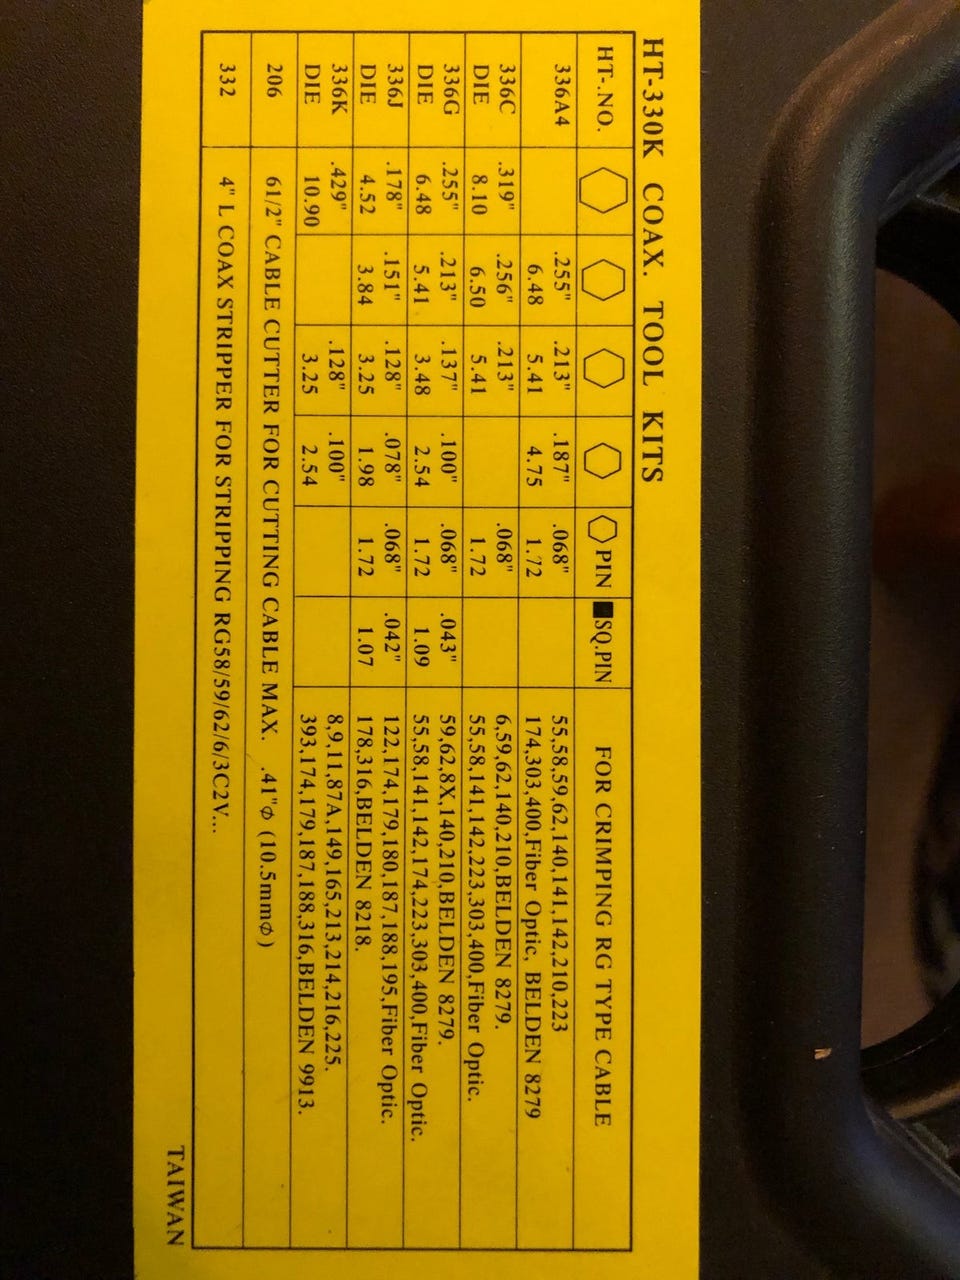 HT-330K COAX. TOOL KITS
HT-.NO. PIN SQ.PIN FOR CRIMPING RG TYPE CABLE
336A4 .255" .213" .187" .068" 55,58,59,62,140,141,142,210,223
6.48 5.41 4.75 1.72 174,303,400,Fiber Optic, BELDEN 8279
336C .319" .256" .213" .068" 6,59,62,140,210,BELDEN 8279.
DIE 8.10 6.50 5.41 1.72 55,58,141,142,223,303,400,Fiber Optic.
336G .255" .213" .137" .100" .068" .043" 59,62,8X,140,210,BELDEN 8279.
DIE 6.48 5.41 3.48 2.54 1.72 1.09 55,58,141,142,174,223,303,400,Fiber Optic.
336J .178" .151" .128" .078" .068" .042" 122,174,179,180,187,188,195,Fiber Optic.
DIE 4.52 3.84 3.25 1.98 1.72 1.07 178,316,BELDEN 8218.
336K .429" .128" .100" 8,9,11,87A,149,165,213,214,216,225.
DIE 10.90 3.25 2.54 393,174,179,187,188,316,BELDEN 9913.
206 61/2" CABLE CUTTER FOR CUTTING CABLE MAX. .41"⌀ (10.5mm⌀)
332 4" L COAX STRIPPER FOR STRIPPING RG58/59/62/6/3C2V...
TAIWAN